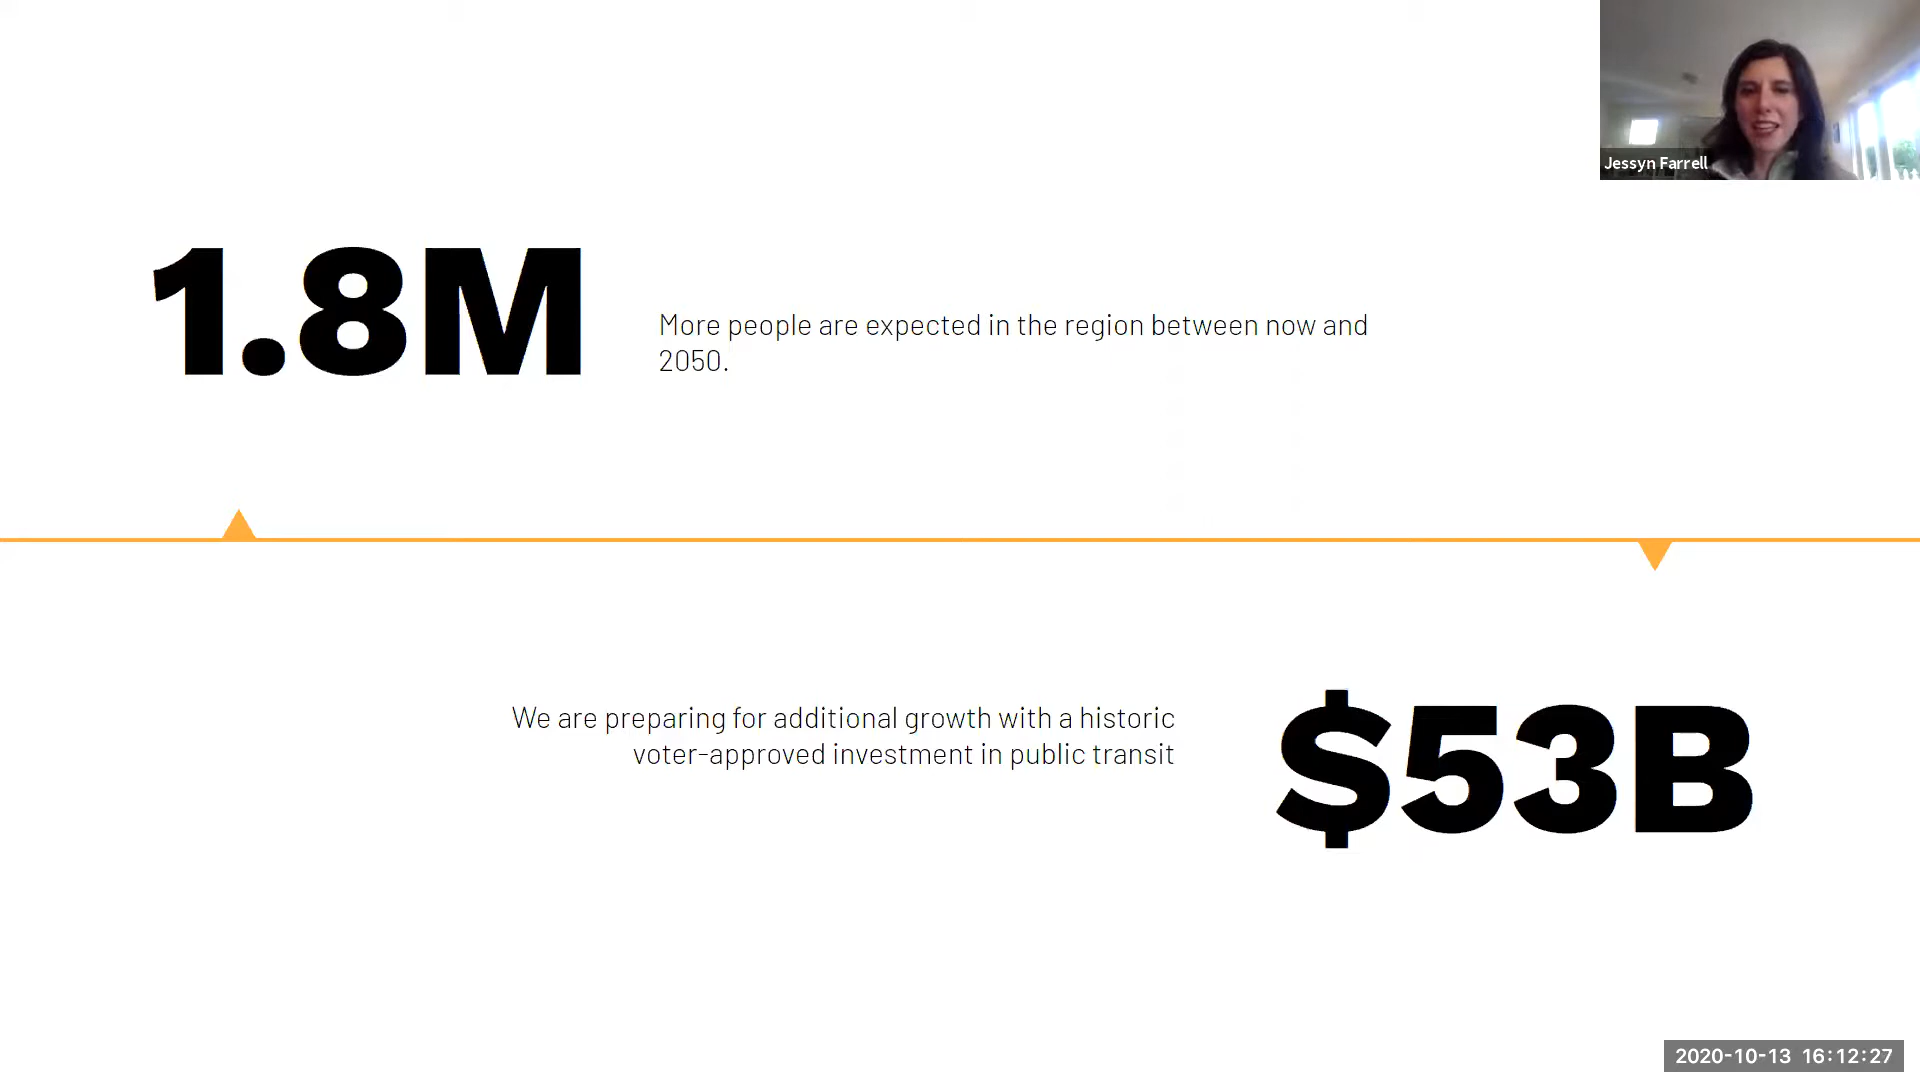 Jessyn Farrell
1.8M
More people are expected in the region between now and
2050.
We are preparing for additional growth with a historic
voter-approved investment in public transit
$53B
2020-10-13 16:12:27